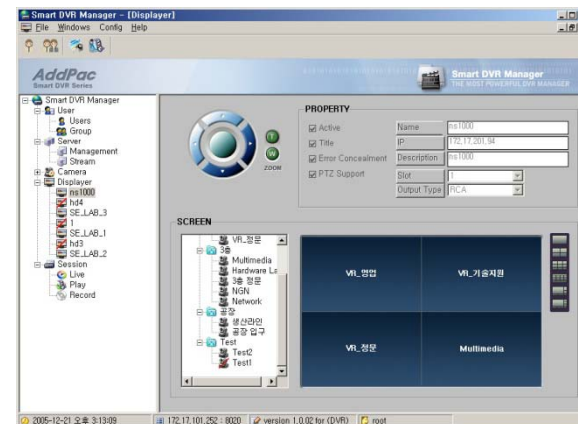 Smart DVR Manager - [Displayer]
File Windows Config Help
AddPac
Smart DVR Series
Smart DVR Manager
THE MOST POWERFUL DVR MANAGER
Smart DVR Manager
User
Users
Group
Server
Management
Stream
Camera
Displayer
ns1000
hd4
SE_LAB_3
1
SE_LAB_1
hd3
SE_LAB_2
Session
Live
Play
Record
T
W
ZOOM
PROPERTY
Active
Name
ns1000
Title
IP
172,17,201,94
Error Concealment
Description
ns1000
PTZ Support
Slot
1
Output Type
RCA
SCREEN
VR_정문
3층
Multimedia
Hardware La
3층 정문
NGN
Network
공장
생산라인
공장 입구
Test
Test2
Test1
VR_영업
VR_기술지원
VR_정문
Multimedia
2005-12-21 오후 3:13:09
172.17.101.252 : 8020
version 1.0.02 for (DVR)
root